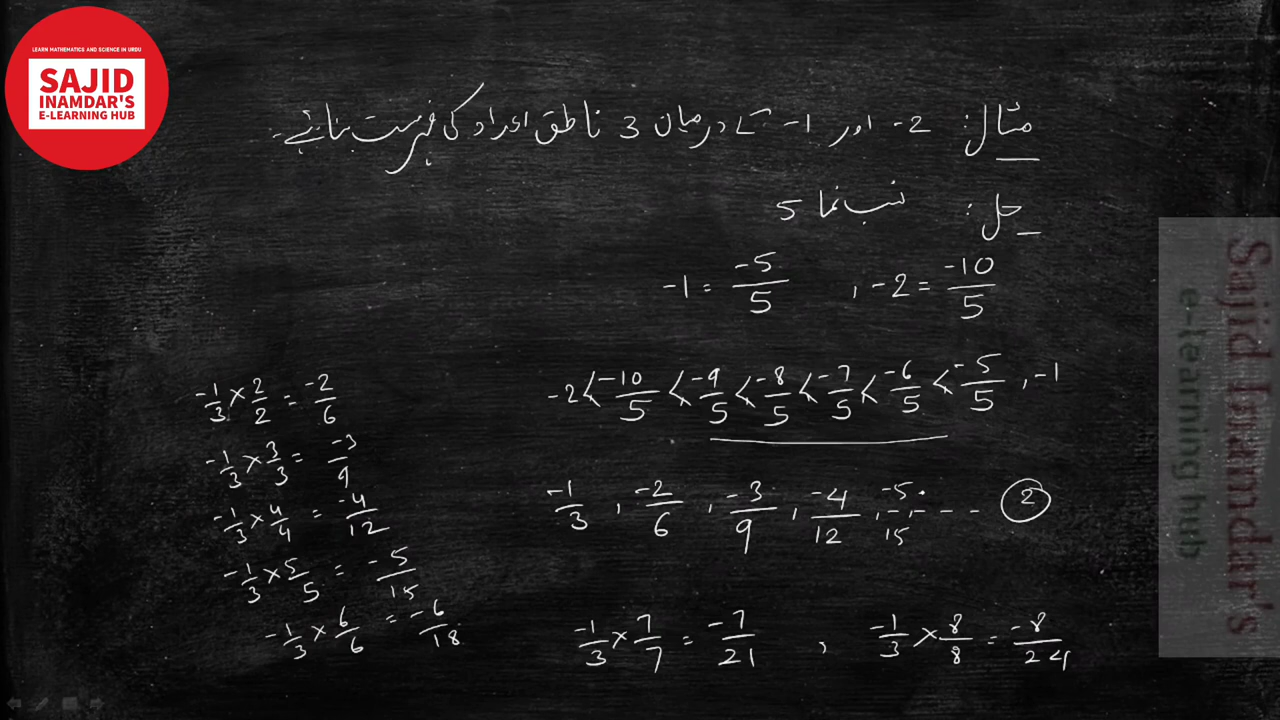 LEARN MATHEMATICS AND SCIENCE IN URDU
SAJID
INAMDAR'S
E-LEARNING HUB
مثال: -2 اور -1 کے درمیان 3 ناطق اعداد کی فہرست بنائیے۔
حل: نسب نما 5
-1 = -5/5 , -2 = -10/5
-2 < -10/5 < -9/5 < -8/5 < -7/5 < -6/5 < -5/5 , -1
-1/3 , -2/6 , -3/9 , -4/12 , -5/15 , - - - - 2
-1/3 × 2/2 = -2/6
-1/3 × 3/3 = -3/9
-1/3 × 4/4 = -4/12
-1/3 × 5/5 = -5/15
-1/3 × 6/6 = -6/18
-1/3 × 7/7 = -7/21 , -1/3 × 8/8 = -8/24
Sajid Inamdar's
e-learning hub